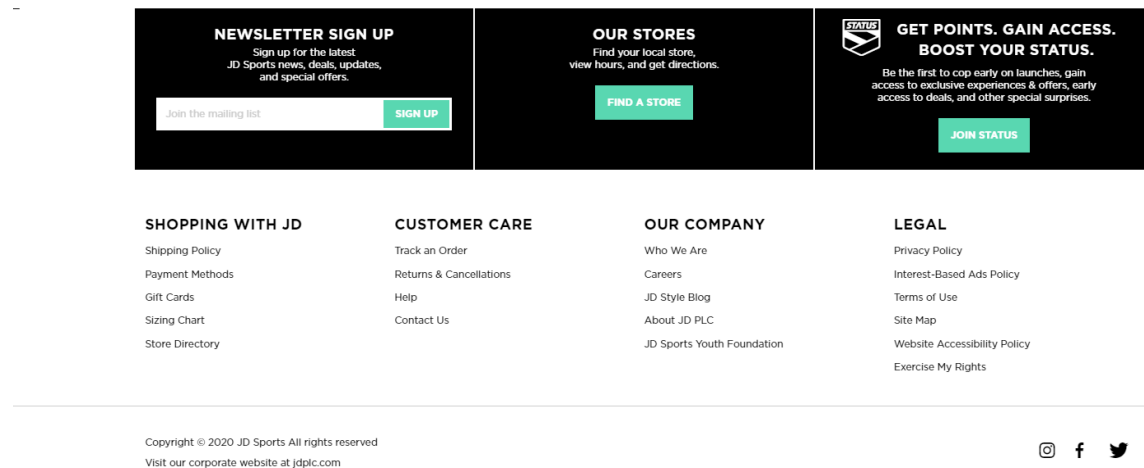 NEWSLETTER SIGN UP
Sign up for the latest
JD Sports news, deals, updates,
and special offers.
Join the mailing list
SIGN UP
OUR STORES
Find your local store,
view hours, and get directions.
FIND A STORE
STATUS
GET POINTS. GAIN ACCESS.
BOOST YOUR STATUS.
Be the first to cop early on launches, gain
access to exclusive experiences & offers, early
access to deals, and other special surprises.
JOIN STATUS
SHOPPING WITH JD
Shipping Policy
Payment Methods
Gift Cards
Sizing Chart
Store Directory
CUSTOMER CARE
Track an Order
Returns & Cancellations
Help
Contact Us
OUR COMPANY
Who We Are
Careers
JD Style Blog
About JD PLC
JD Sports Youth Foundation
LEGAL
Privacy Policy
Interest-Based Ads Policy
Terms of Use
Site Map
Website Accessibility Policy
Exercise My Rights
Copyright © 2020 JD Sports All rights reserved
Visit our corporate website at jdplc.com